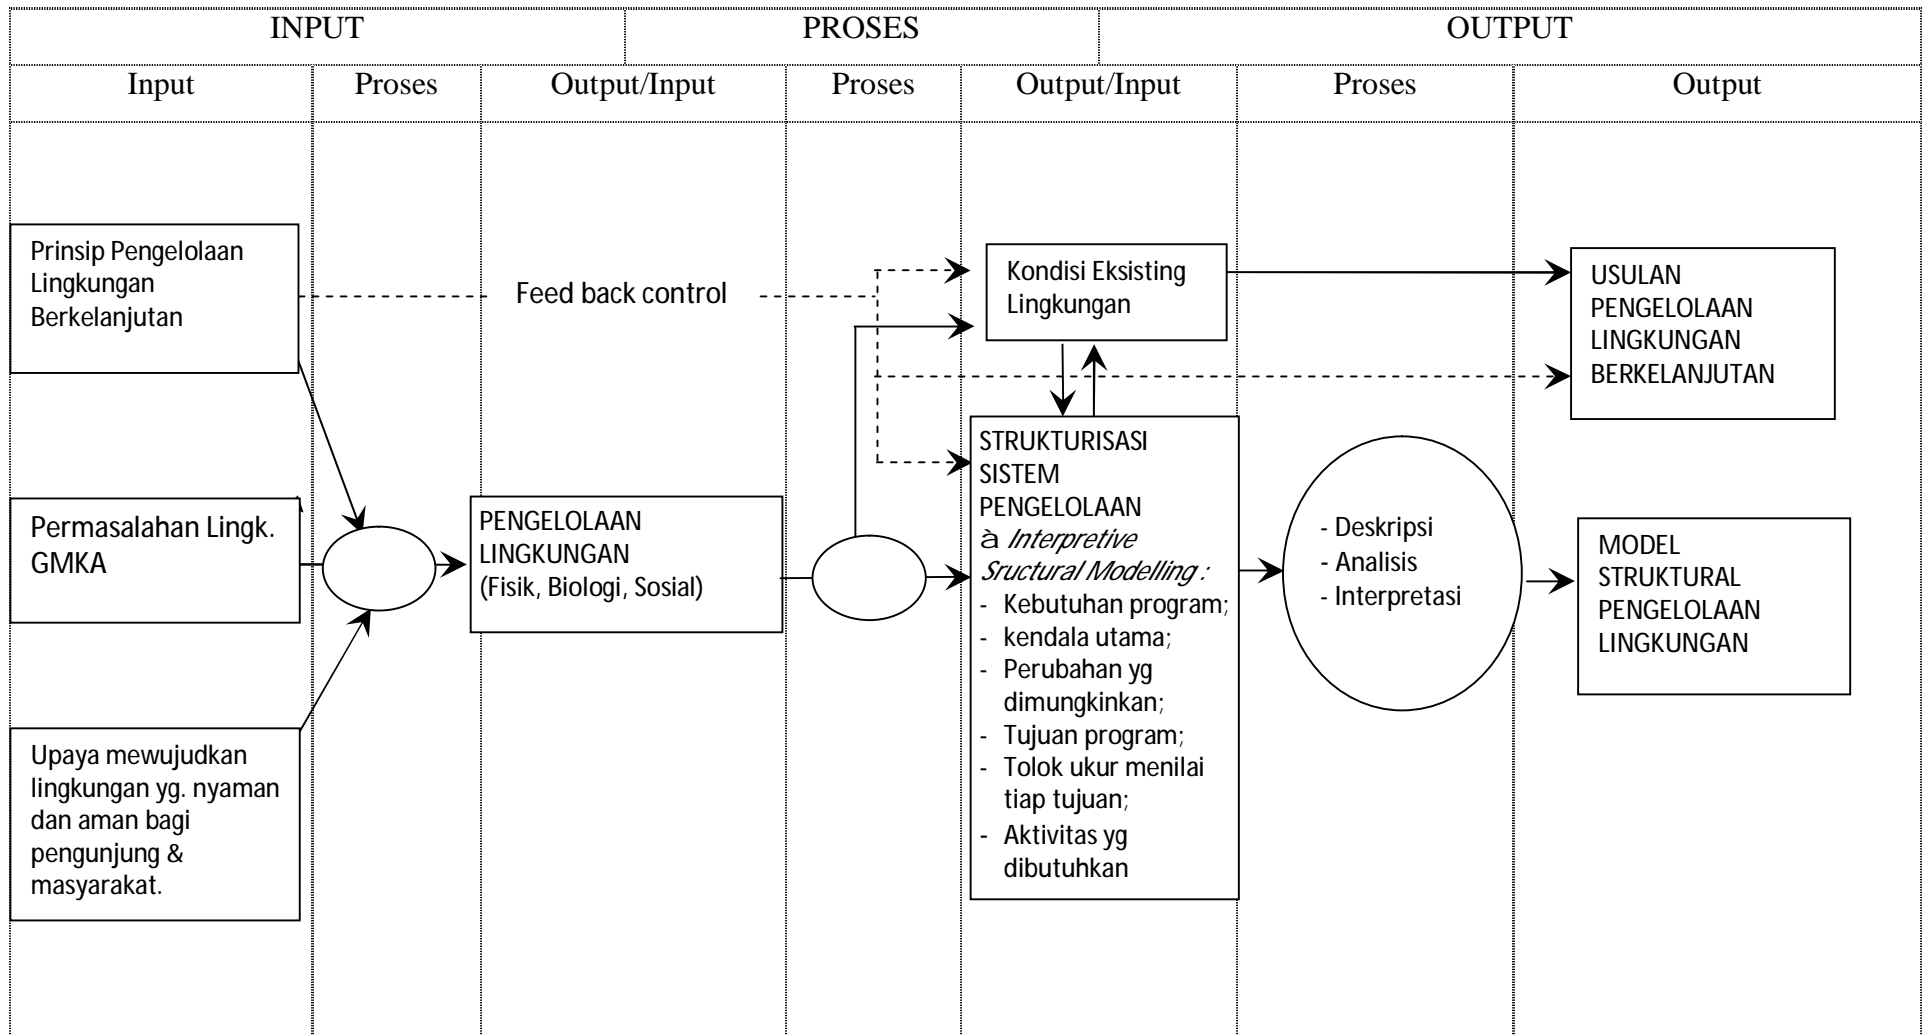 INPUT PROSES OUTPUT
Input Proses Output/Input Proses Output/Input Proses Output
Prinsip Pengelolaan
Lingkungan
Berkelanjutan
Feed back control
Permasalahan Lingk.
GMKA
Upaya mewujudkan
lingkungan yg. nyaman
dan aman bagi
pengunjung &
masyarakat.
PENGELOLAAN
LINGKUNGAN
(Fisik, Biologi, Sosial)
Kondisi Eksisting
Lingkungan
STRUKTURISASI
SISTEM
PENGELOLAAN
à Interpretive
Sructural Modelling :
- Kebutuhan program;
- kendala utama;
- Perubahan yg
dimungkinkan;
- Tujuan program;
- Tolok ukur menilai
tiap tujuan;
- Aktivitas yg
dibutuhkan
- Deskripsi
- Analisis
- Interpretasi
USULAN
PENGELOLAAN
LINGKUNGAN
BERKELANJUTAN
MODEL
STRUKTURAL
PENGELOLAAN
LINGKUNGAN